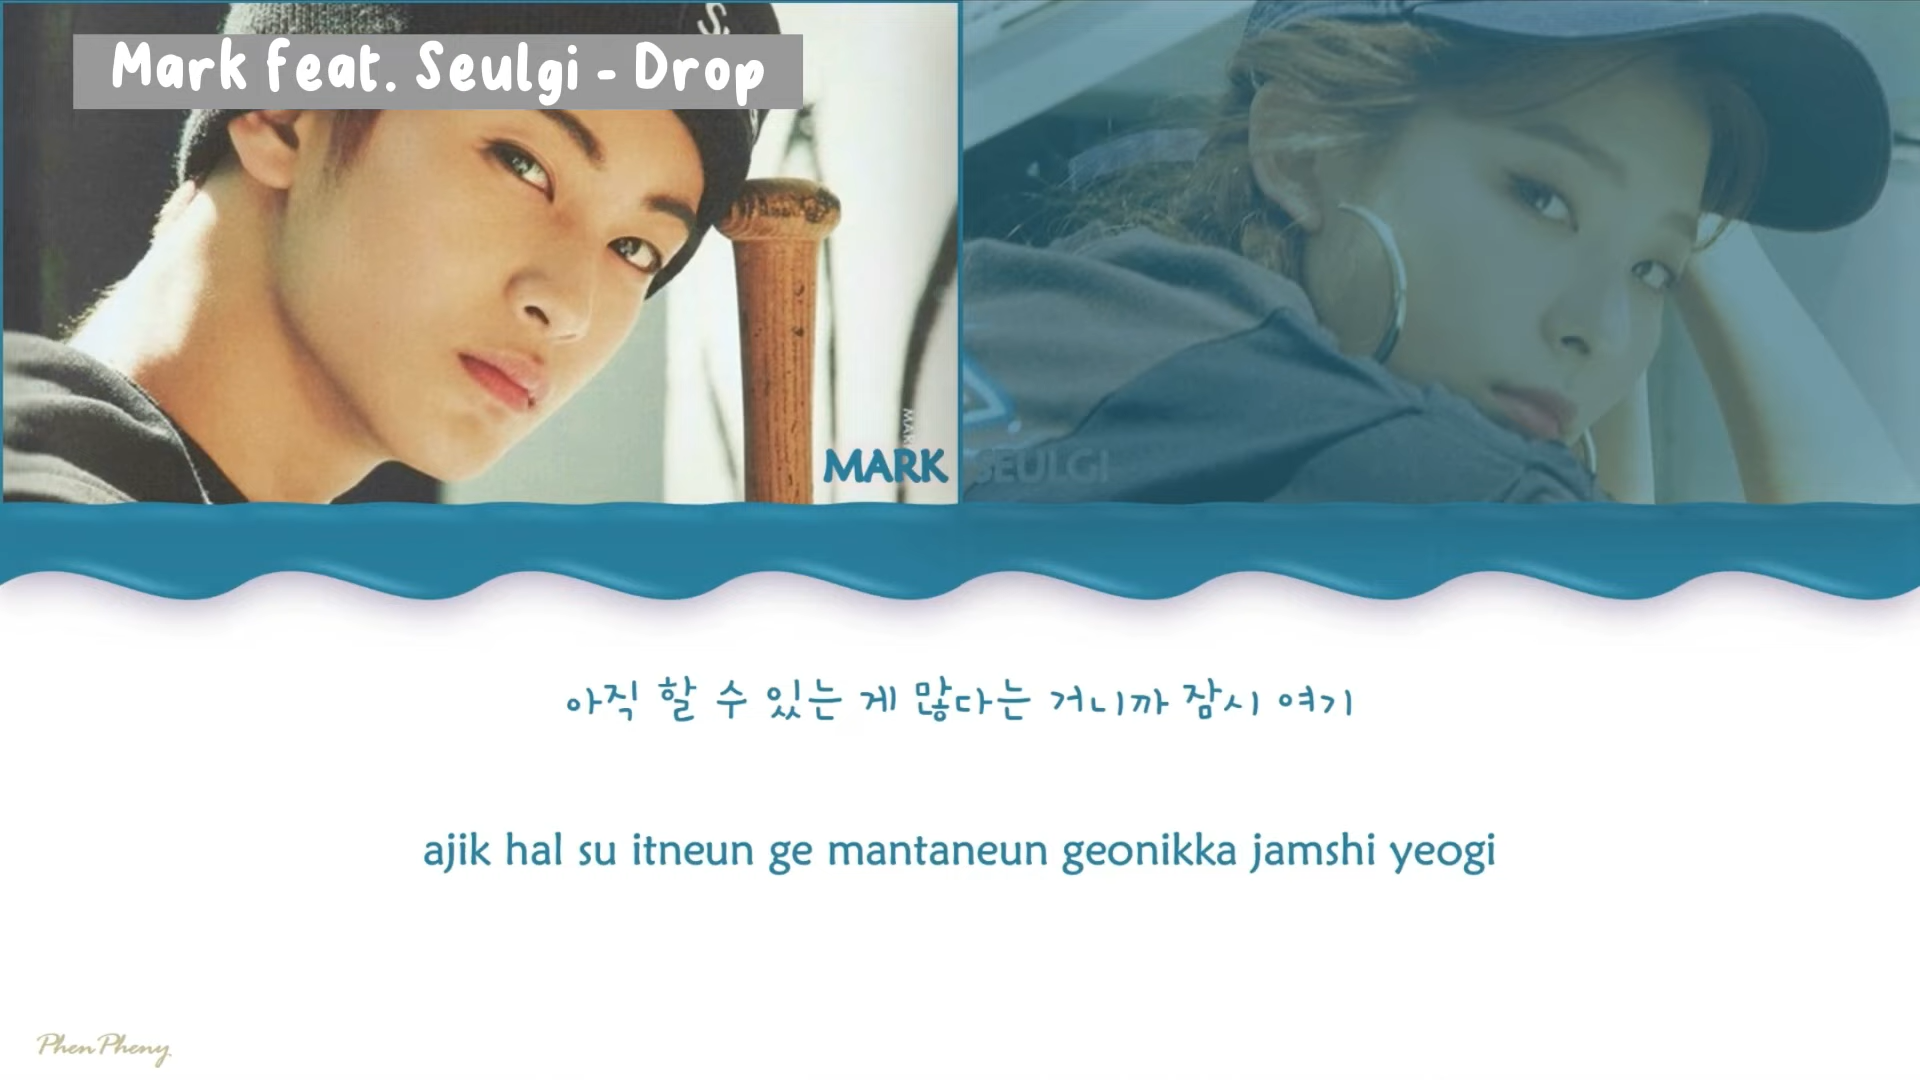 Mark feat. Seulgi - Drop
MARK
SEULGI
아직 할 수 있는 게 많다는 거니까 잠시 여기
ajik hal su itneun ge mantaneun geonikka jamshi yeogi
Phen Pheny